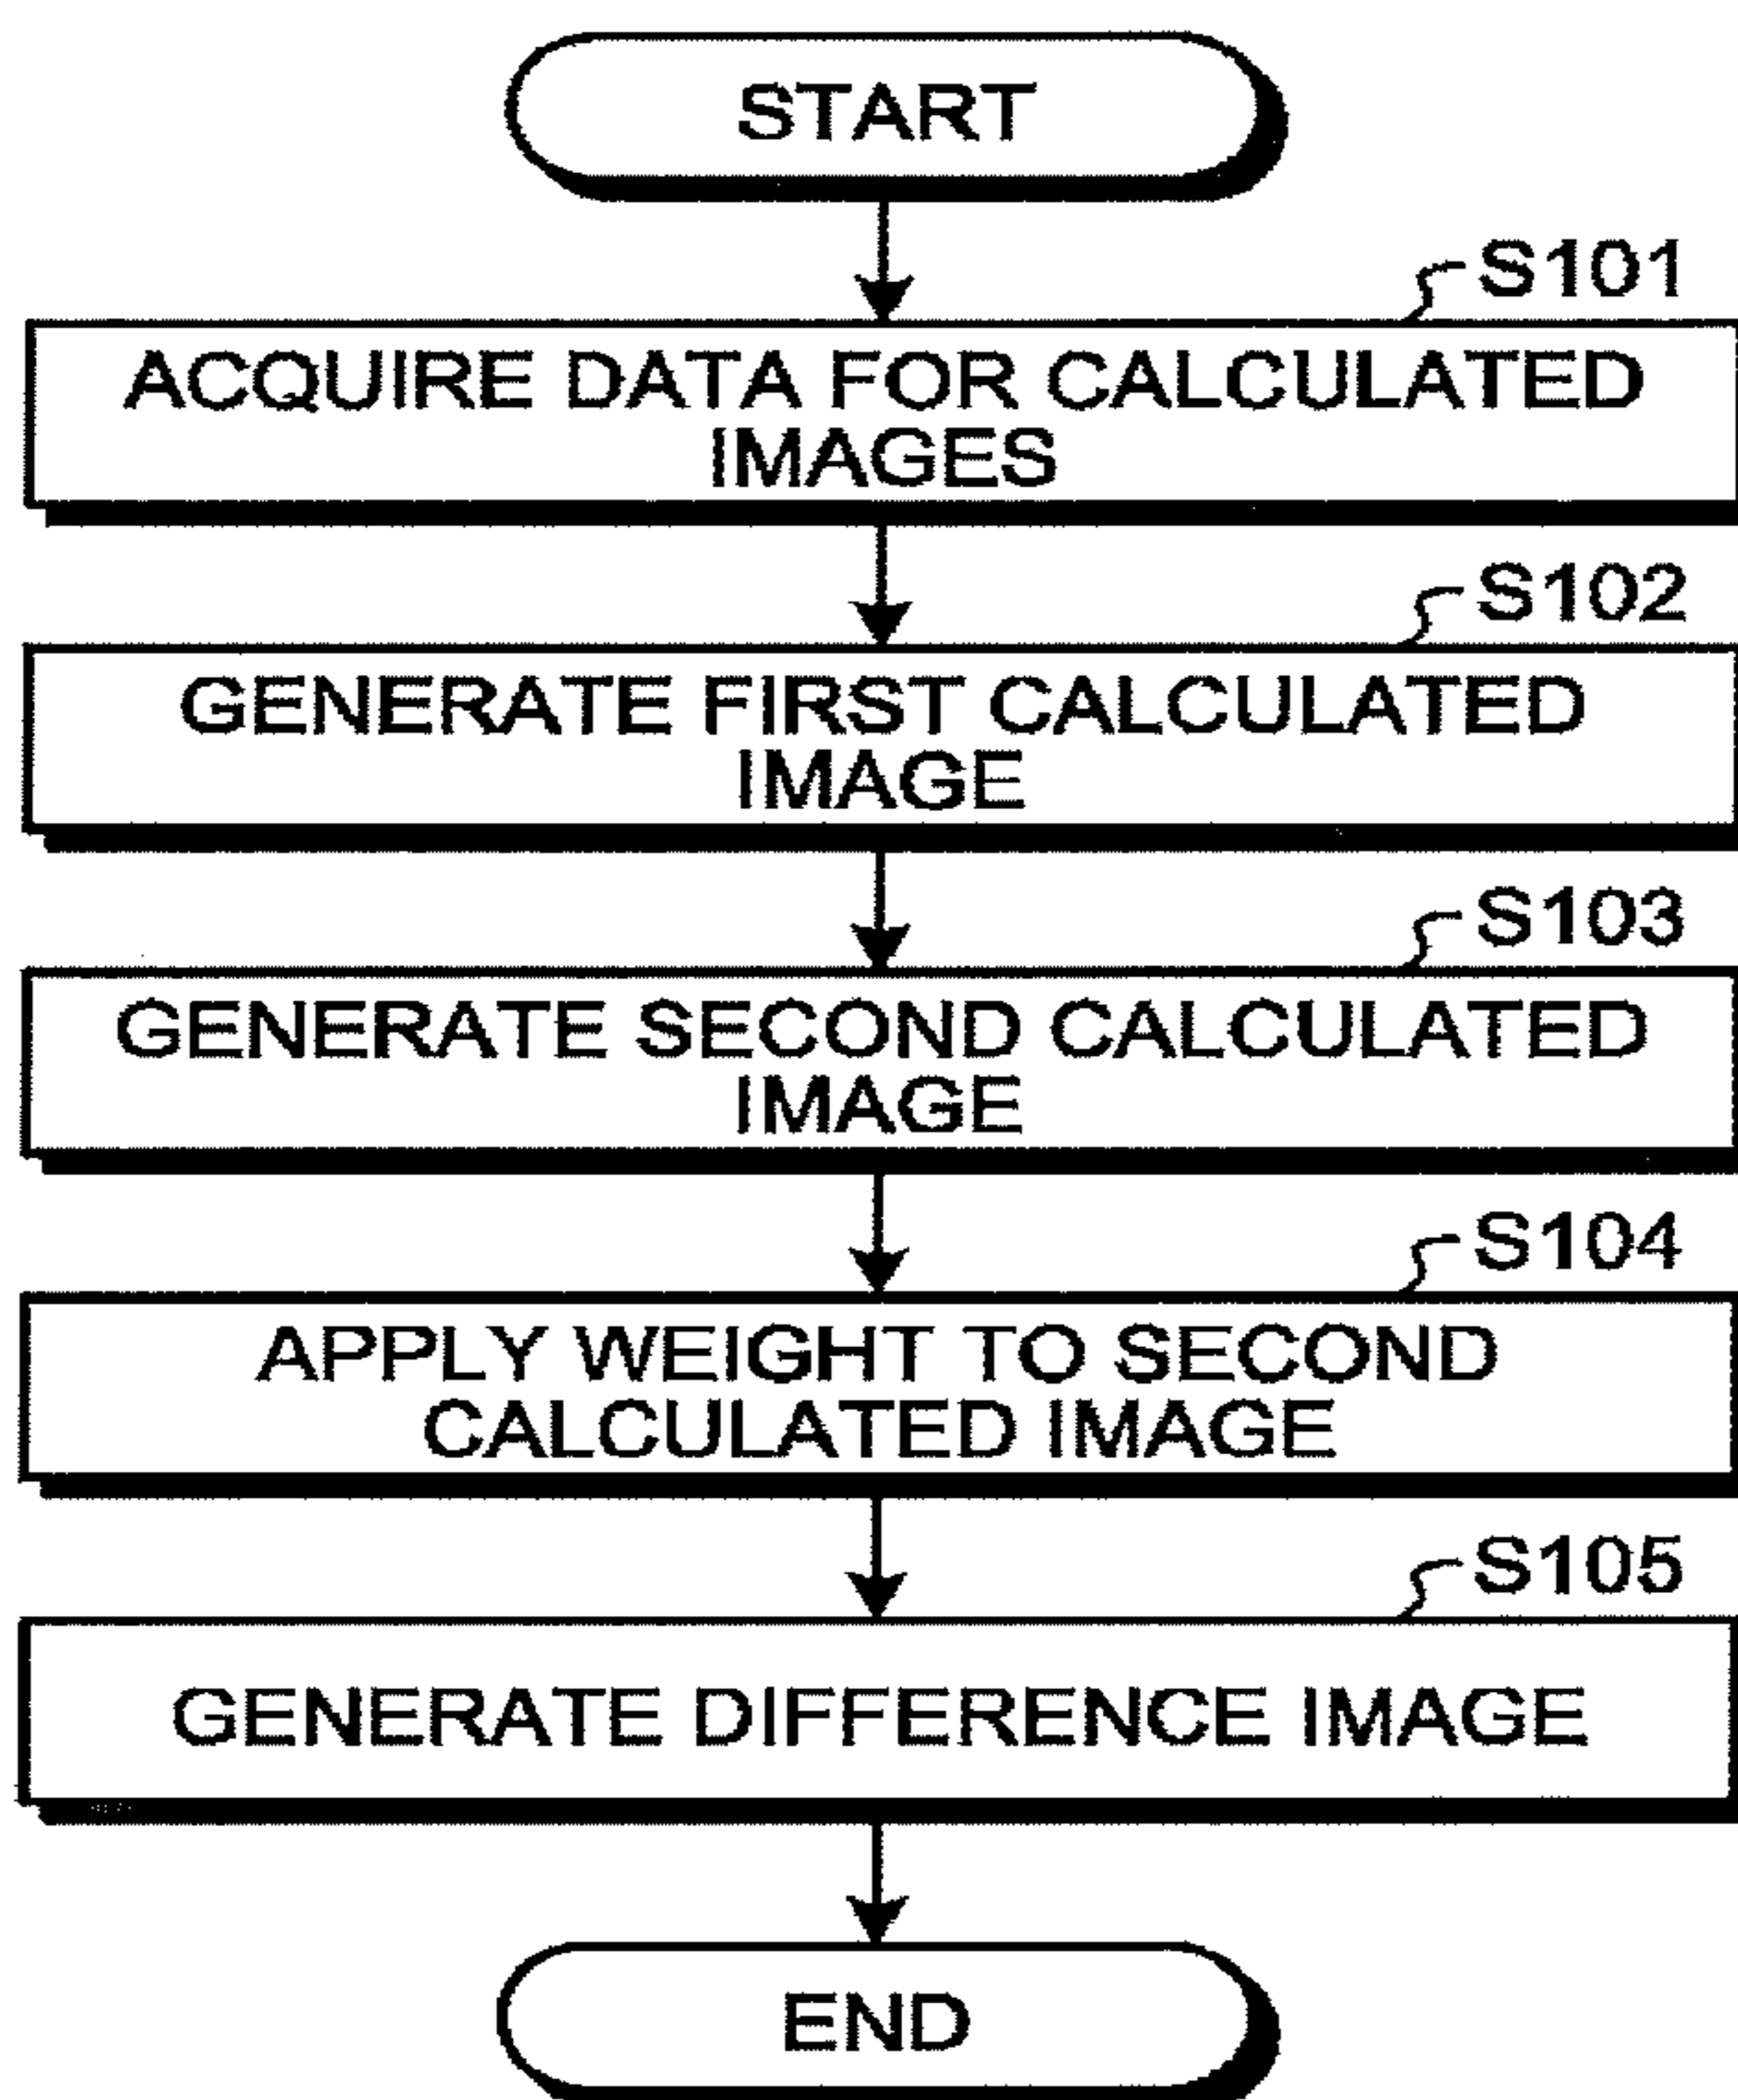 START
S101
ACQUIRE DATA FOR CALCULATED
IMAGES
S102
GENERATE FIRST CALCULATED
IMAGE
S103
GENERATE SECOND CALCULATED
IMAGE
S104
APPLY WEIGHT TO SECOND
CALCULATED IMAGE
S105
GENERATE DIFFERENCE IMAGE
END